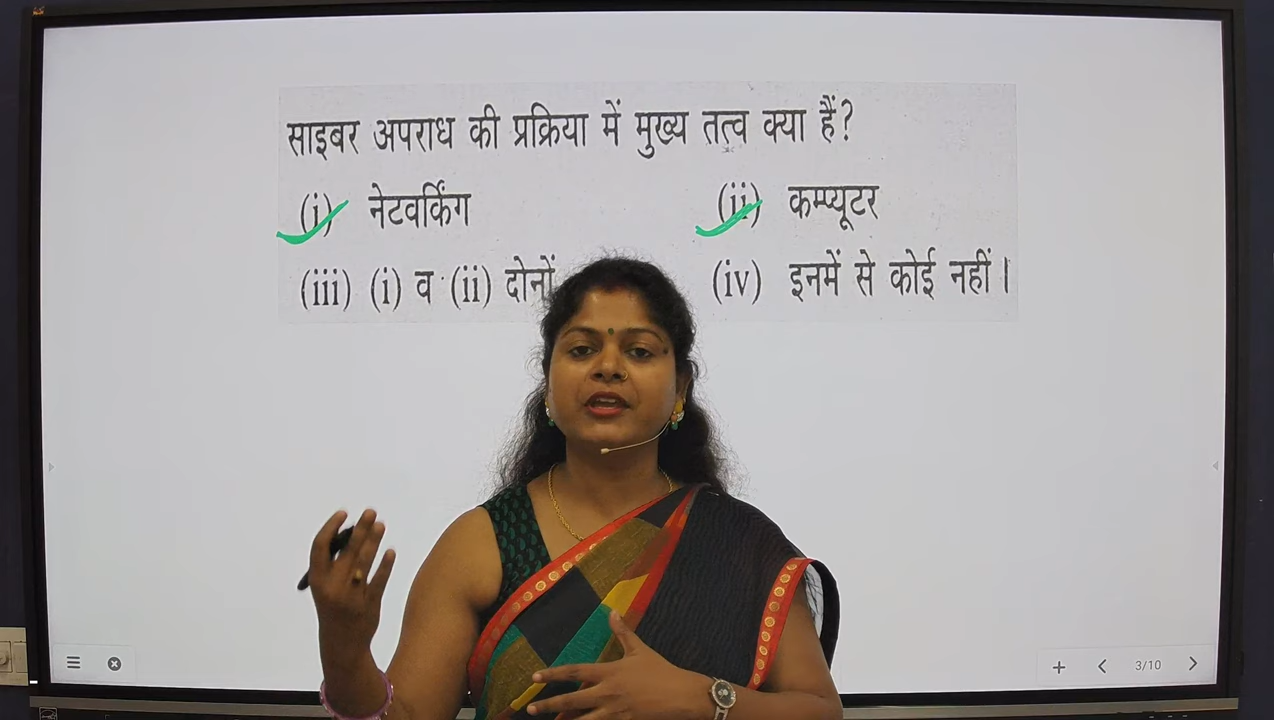 साइबर अपराध की प्रक्रिया में मुख्य तत्व क्या हैं?
(i) नेटवर्किंग (ii) कम्प्यूटर
(iii) (i) व (ii) दोनों (iv) इनमें से कोई नहीं।
3/10